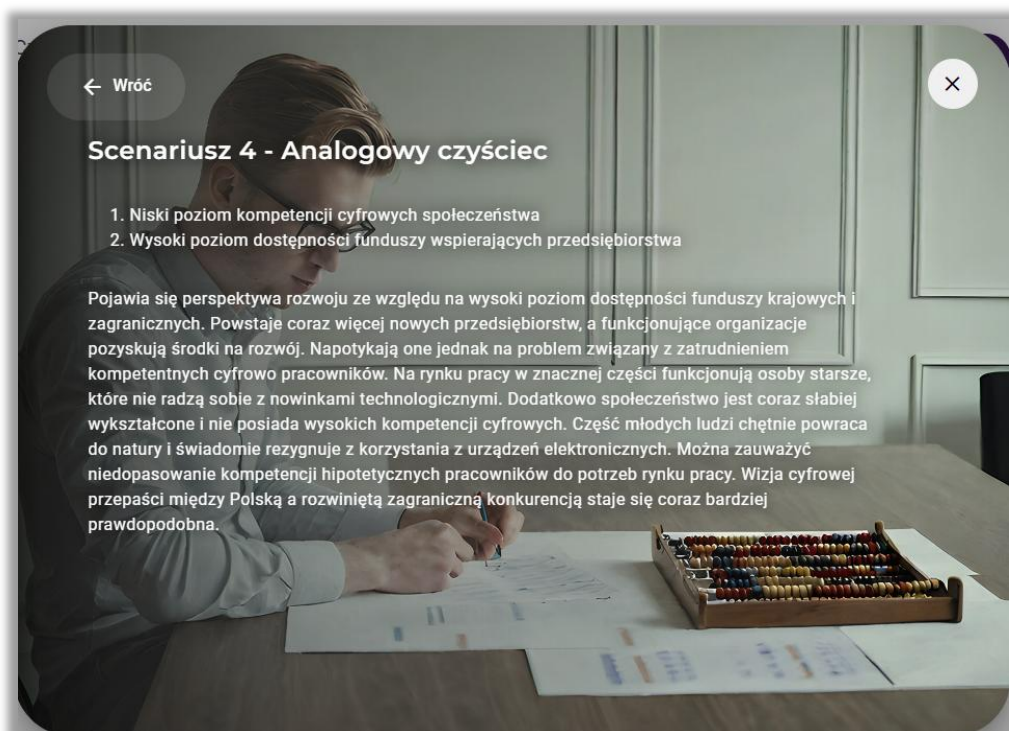 Wróć
Scenariusz 4 - Analogowy czyściec
1. Niski poziom kompetencji cyfrowych społeczeństwa
2. Wysoki poziom dostępności funduszy wspierających przedsiębiorstwa
Pojawia się perspektywa rozwoju ze względu na wysoki poziom dostępności funduszy krajowych i
zagranicznych. Powstaje coraz więcej nowych przedsiębiorstw, a funkcjonujące organizacje
pozyskują środki na rozwój. Napotykają one jednak na problem związany z zatrudnieniem
kompetentnych cyfrowo pracowników. Na rynku pracy w znacznej części funkcjonują osoby starsze,
które nie radzą sobie z nowinkami technologicznymi. Dodatkowo społeczeństwo jest coraz słabiej
wykształcone i nie posiada wysokich kompetencji cyfrowych. Część młodych ludzi chętnie powraca
do natury i świadomie rezygnuje z korzystania z urządzeń elektronicznych. Można zauważyć
niedopasowanie kompetencji hipotetycznych pracowników do potrzeb rynku pracy. Wizja cyfrowej
przepaści między Polską a rozwiniętą zagraniczną konkurencją staje się coraz bardziej
prawdopodobna.